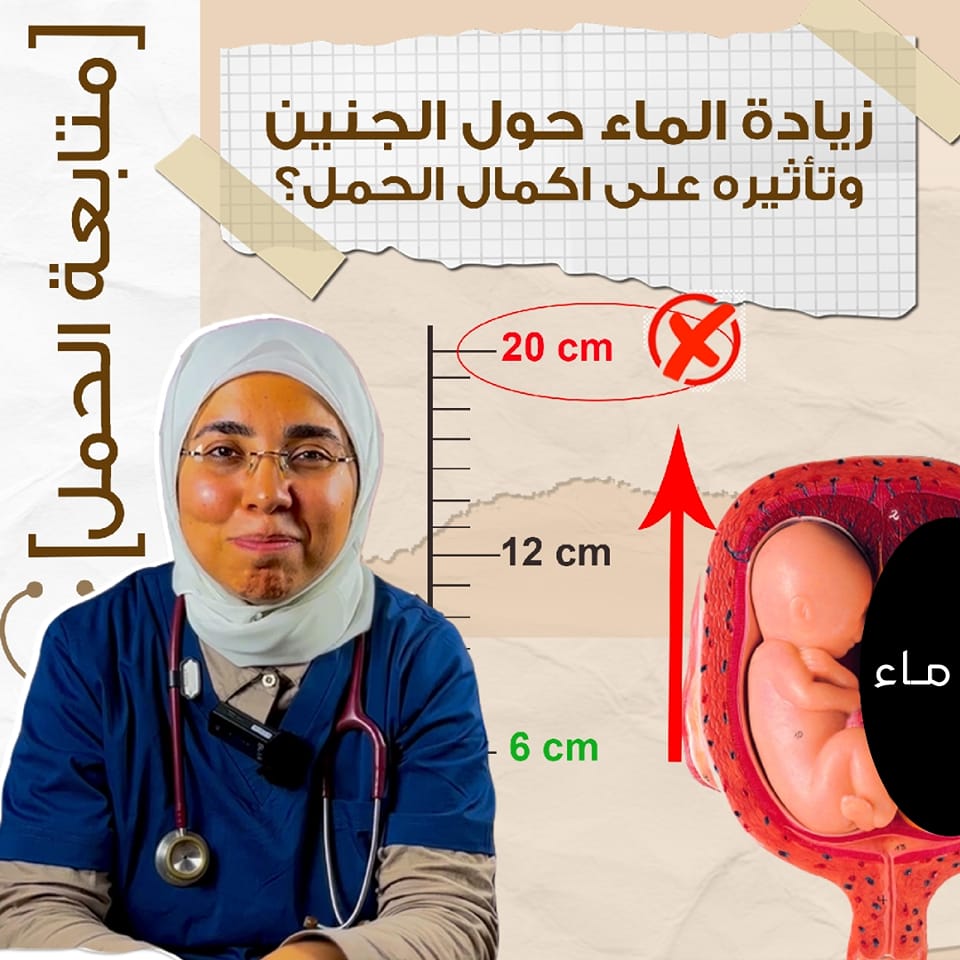 زيادة الماء حول الجنين
وتأثيره على اكمال الحمل؟
[متابعة الحمل]
20 cm
12 cm
6 cm
ماء